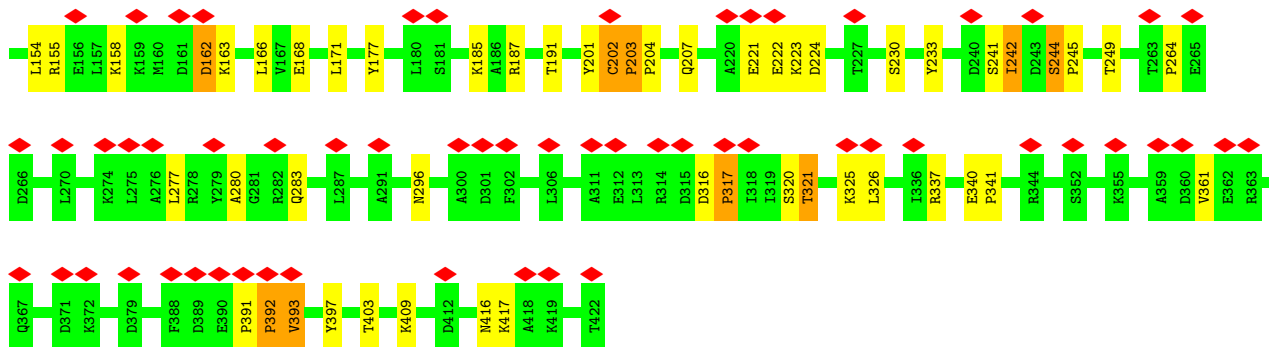 L154 R155 E156 L157 K158 K159 M160 D161 D162 K163 L166 V167 E168 L171 Y177 L180 S181 K185 A186 R187 T191 Y201 C202 P203 P204 Q207 A220 E221 E222 K223 D224 T227 S230 Y233 D240 S241 I242 D243 S244 P245 T249 T263 P264 E265
D266 L270 K274 L275 A276 L277 R278 Y279 A280 G281 R282 Q283 L287 A291 N296 A300 D301 F302 L306 A311 E312 L313 R314 D315 D316 P317 I318 I319 S320 T321 K325 L326 I336 R337 E340 P341 R344 S352 K355 A359 D360 V361 E362 R363
Q367 D371 K372 D379 F388 D389 E390 P391 P392 V393 Y397 T403 K409 D412 N416 K417 A418 K419 T422